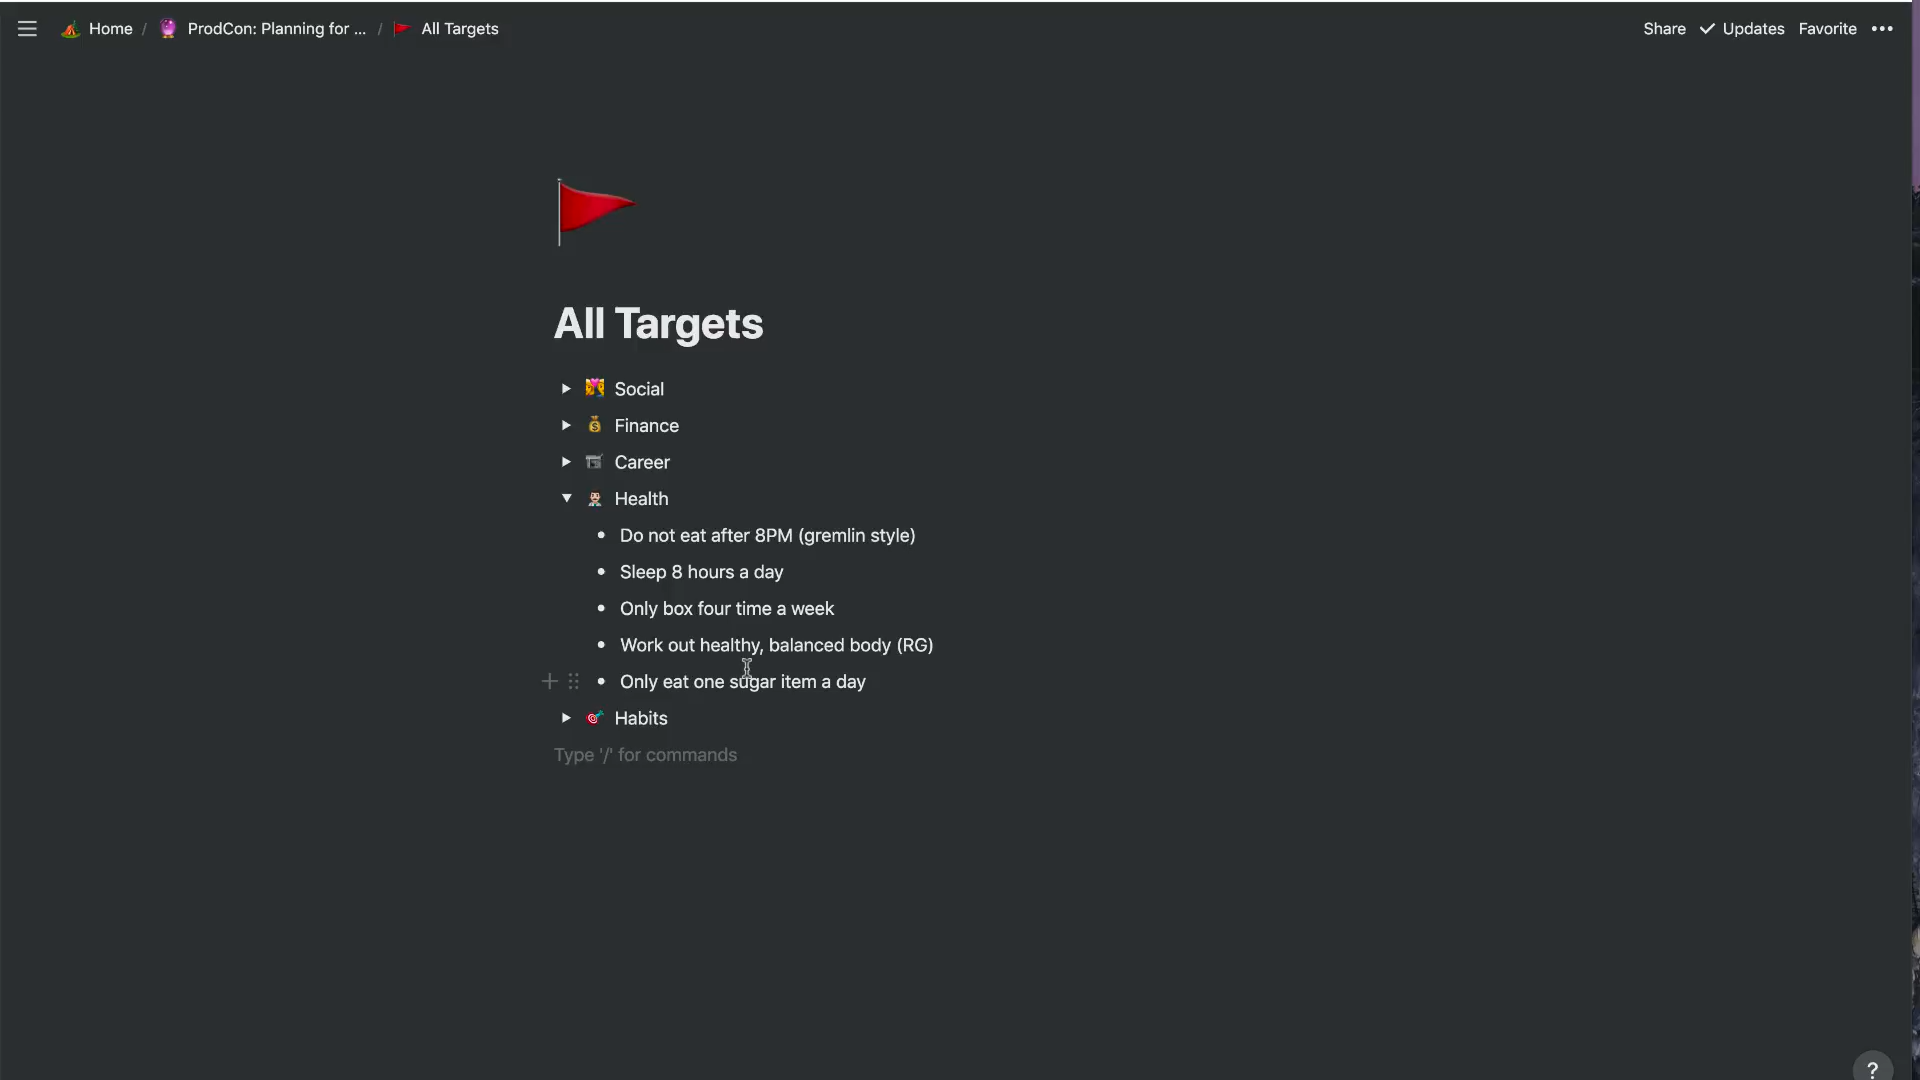 Home / ProdCon: Planning for ... / All Targets
Share ✓ Updates Favorite •••
All Targets
Social
Finance
Career
Health
• Do not eat after 8PM (gremlin style)
• Sleep 8 hours a day
• Only box four time a week
• Work out healthy, balanced body (RG)
• Only eat one sugar item a day
Habits
Type '/' for commands
?